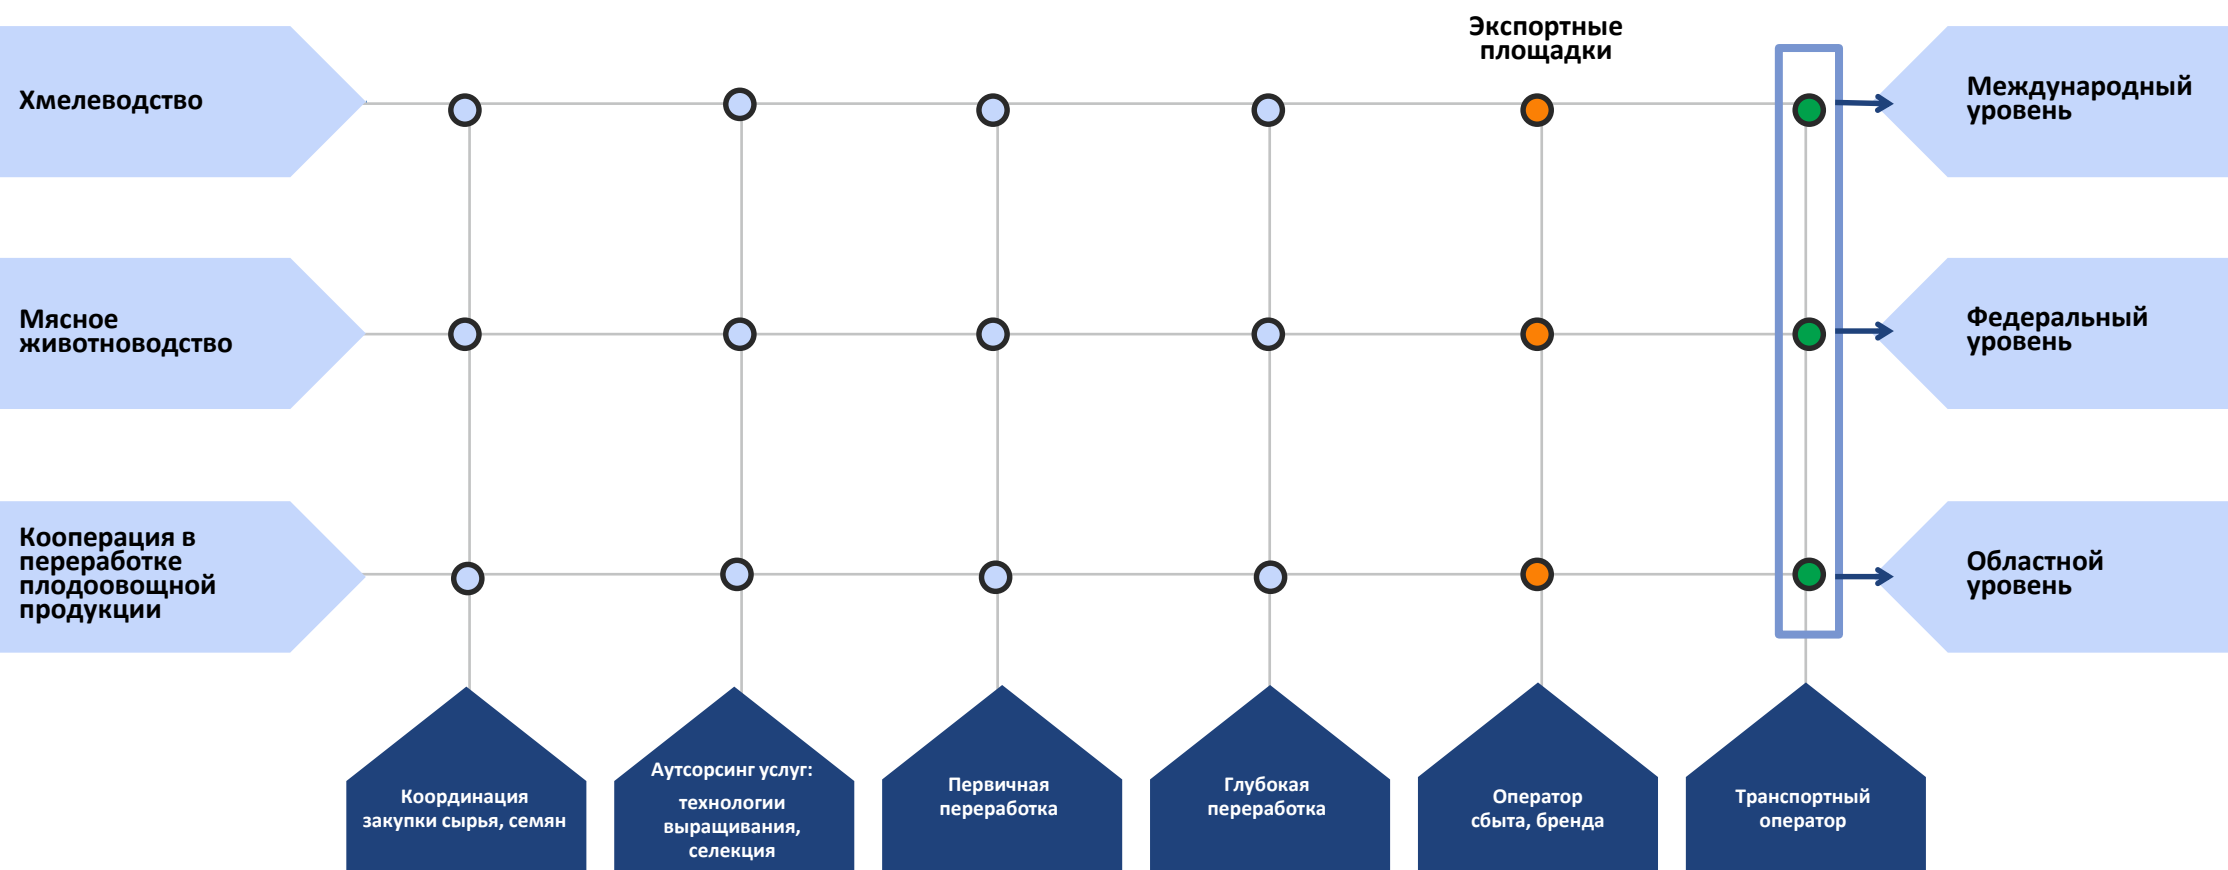 Экспортные
площадки
Хмелеводство
Международный
уровень
Мясное
животноводство
Федеральный
уровень
Кооперация в
переработке
плодоовощной
продукции
Областной
уровень
Координация
закупки сырья, семян
Аутсорсинг услуг:
технологии
выращивания,
селекция
Первичная
переработка
Глубокая
переработка
Оператор
сбыта, бренда
Транспортный
оператор